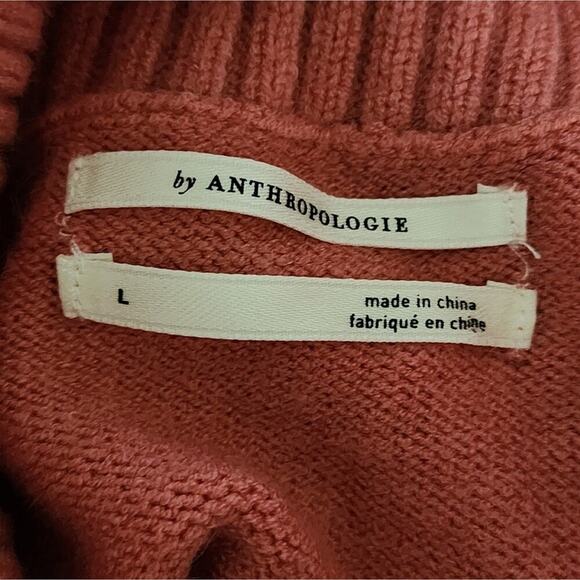 by ANTHROPOLOGIE
L
made in china
fabriqué en chine